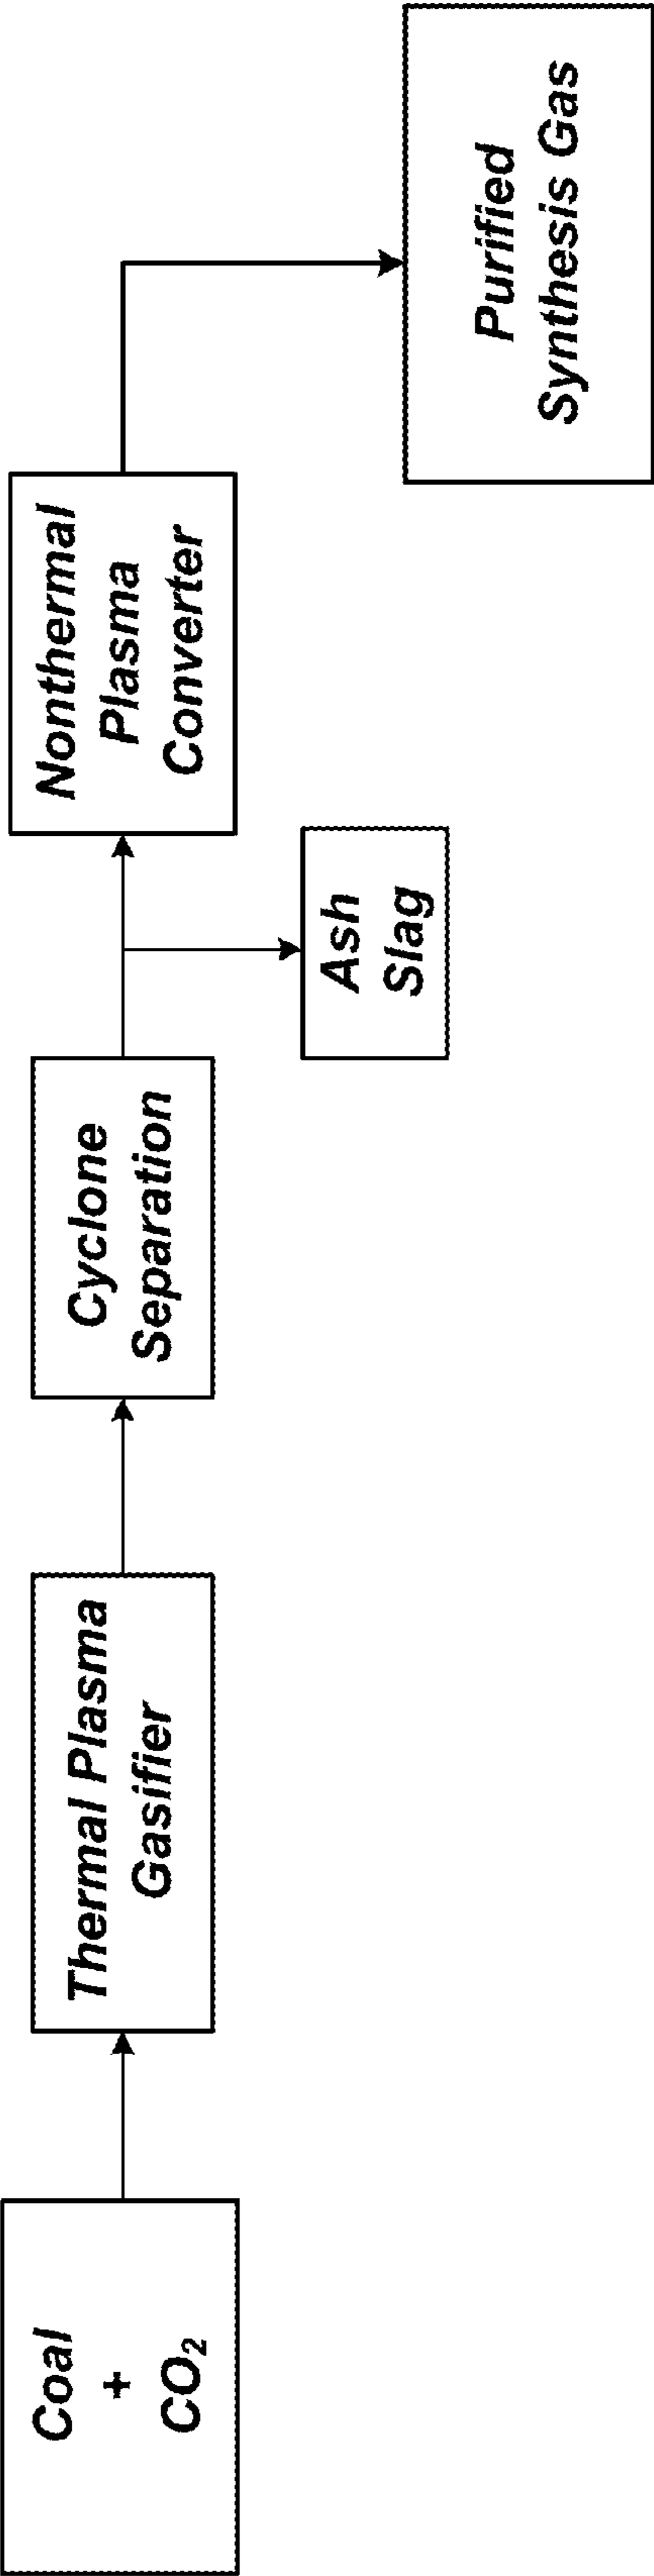 Coal
+
CO₂
Thermal Plasma
Gasifier
Cyclone
Separation
Ash
Slag
Nonthermal
Plasma
Converter
Purified
Synthesis Gas